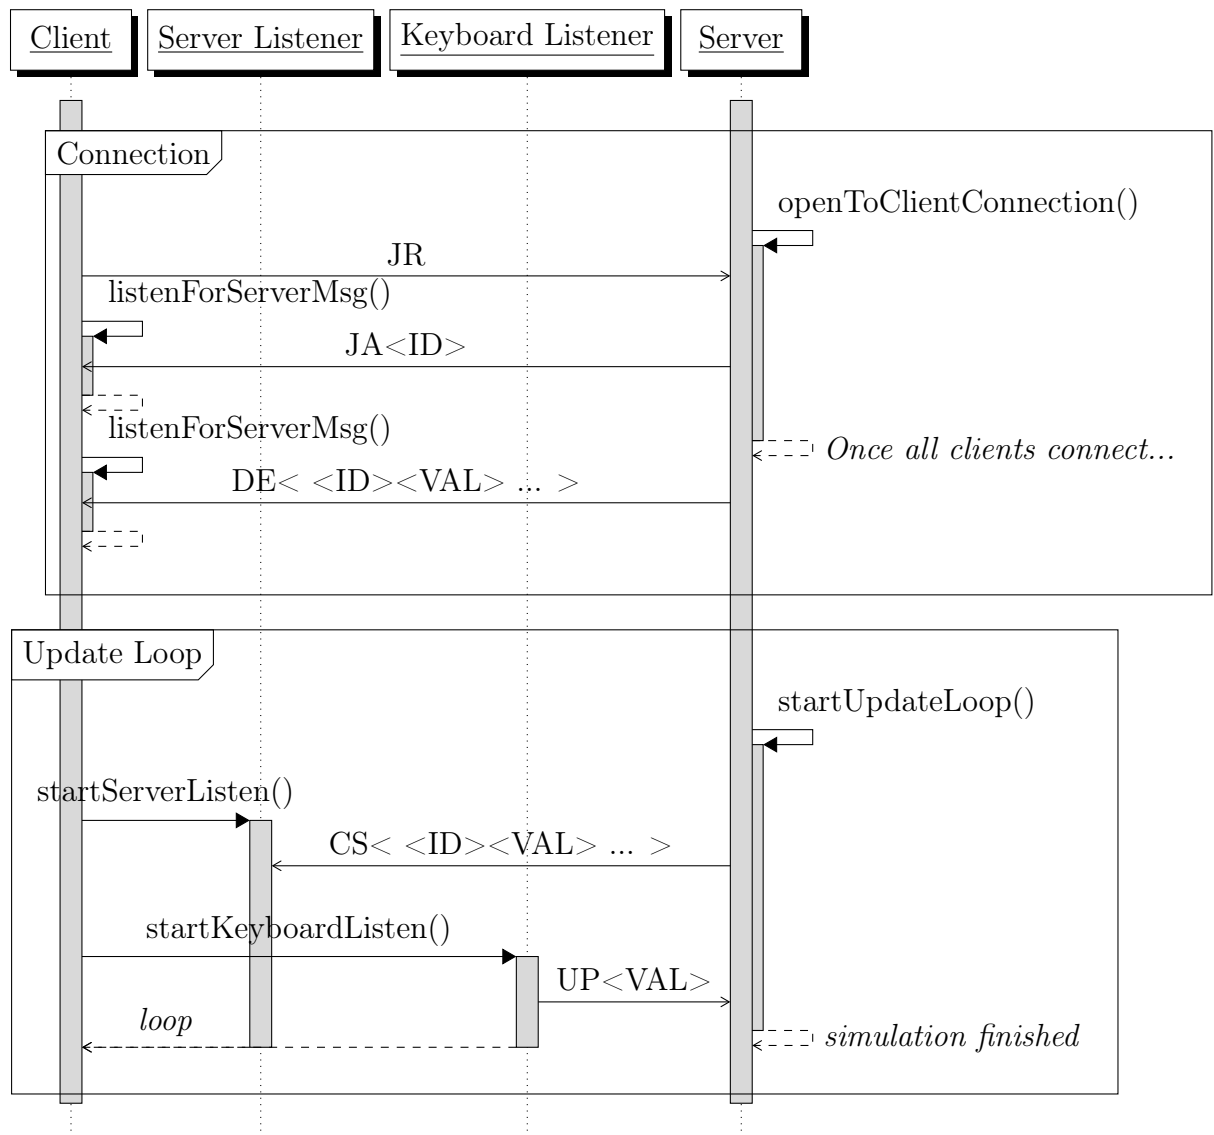 Client
Server Listener
Keyboard Listener
Server
Connection
openToClientConnection()
JR
listenForServerMsg()
JA<ID>
listenForServerMsg()
Once all clients connect...
DE< <ID><VAL> ... >
Update Loop
startUpdateLoop()
startServerListen()
CS< <ID><VAL> ... >
startKeyboardListen()
UP<VAL>
loop
simulation finished